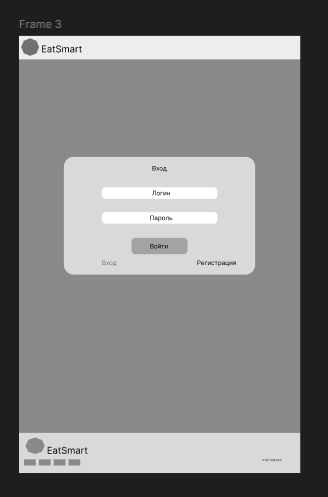 Frame 3
EatSmart
Вход
Логин
Пароль
Войти
Вход Регистрация
EatSmart